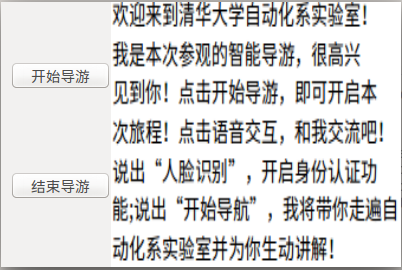 欢迎来到清华大学自动化系实验室！
我是本次参观的智能导游，很高兴
见到你！点击开始导游，即可开启本
次旅程！点击语音交互，和我交流吧！
说出“人脸识别”，开启身份认证功
能;说出“开始导航”，我将带你走遍自
动化系实验室并为你生动讲解！
开始导游
结束导游